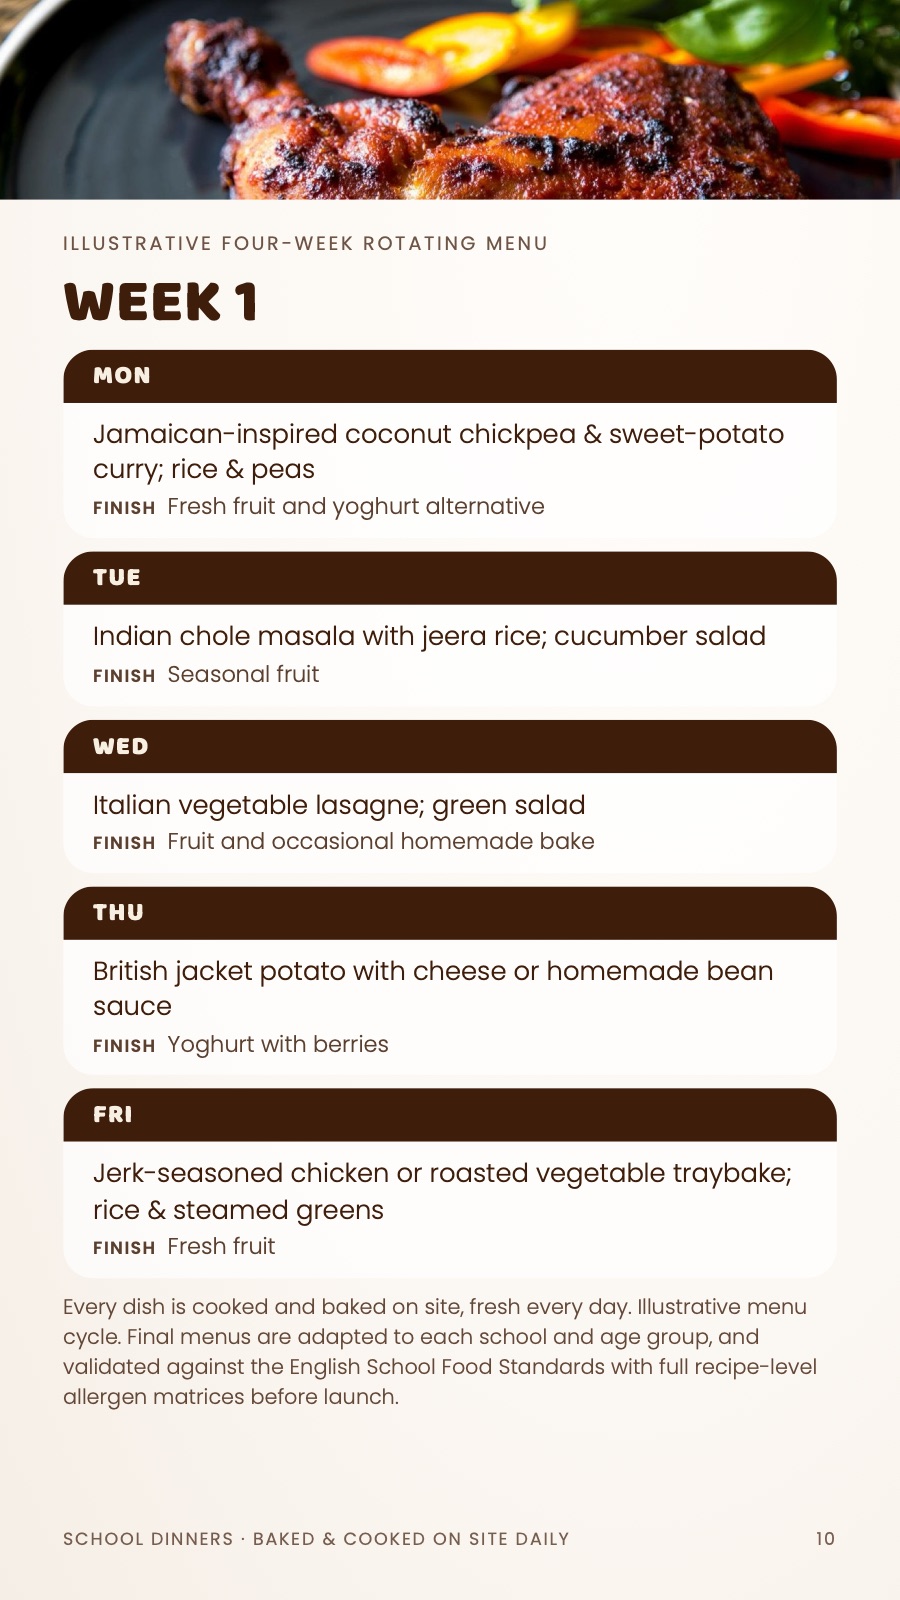 ILLUSTRATIVE FOUR-WEEK ROTATING MENU
WEEK 1
MON
Jamaican-inspired coconut chickpea & sweet-potato
curry; rice & peas
FINISH Fresh fruit and yoghurt alternative
TUE
Indian chole masala with jeera rice; cucumber salad
FINISH Seasonal fruit
WED
Italian vegetable lasagne; green salad
FINISH Fruit and occasional homemade bake
THU
British jacket potato with cheese or homemade bean
sauce
FINISH Yoghurt with berries
FRI
Jerk-seasoned chicken or roasted vegetable traybake;
rice & steamed greens
FINISH Fresh fruit
Every dish is cooked and baked on site, fresh every day. Illustrative menu
cycle. Final menus are adapted to each school and age group, and
validated against the English School Food Standards with full recipe-level
allergen matrices before launch.
SCHOOL DINNERS · BAKED & COOKED ON SITE DAILY 10